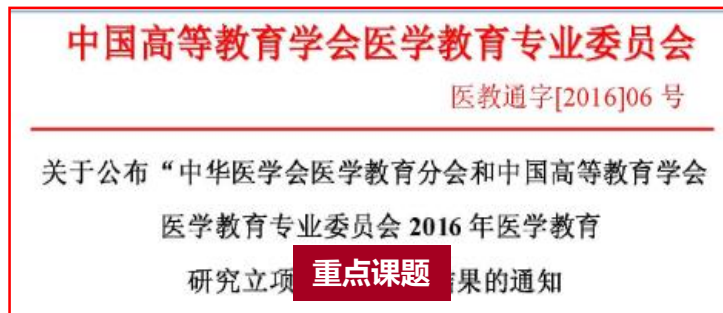 中国高等教育学会医学教育专业委员会
医教通字[2016]06 号
关于公布“中华医学会医学教育分会和中国高等教育学会
医学教育专业委员会 2016 年医学教育
研究立项 重点课题 结果的通知